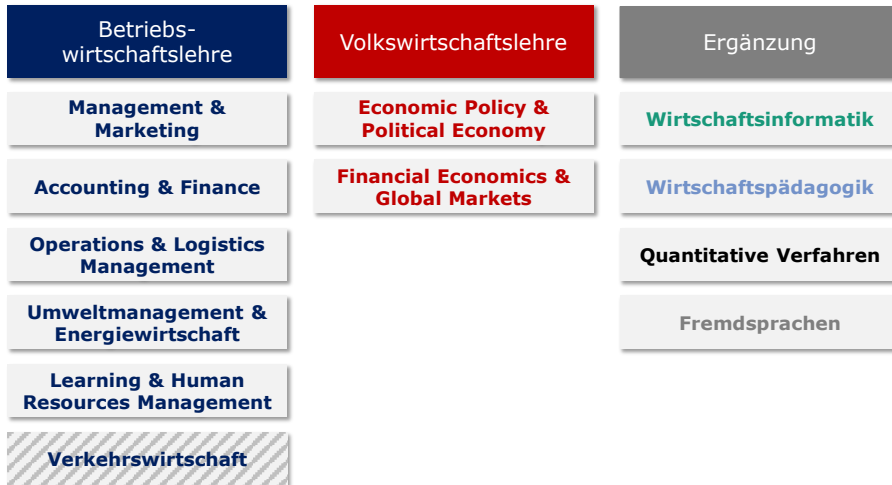 Betriebs-
wirtschaftslehre
Management &
Marketing
Accounting & Finance
Operations & Logistics
Management
Umweltmanagement &
Energiewirtschaft
Learning & Human
Resources Management
Verkehrswirtschaft
Volkswirtschaftslehre
Economic Policy &
Political Economy
Financial Economics &
Global Markets
Ergänzung
Wirtschaftsinformatik
Wirtschaftspädagogik
Quantitative Verfahren
Fremdsprachen